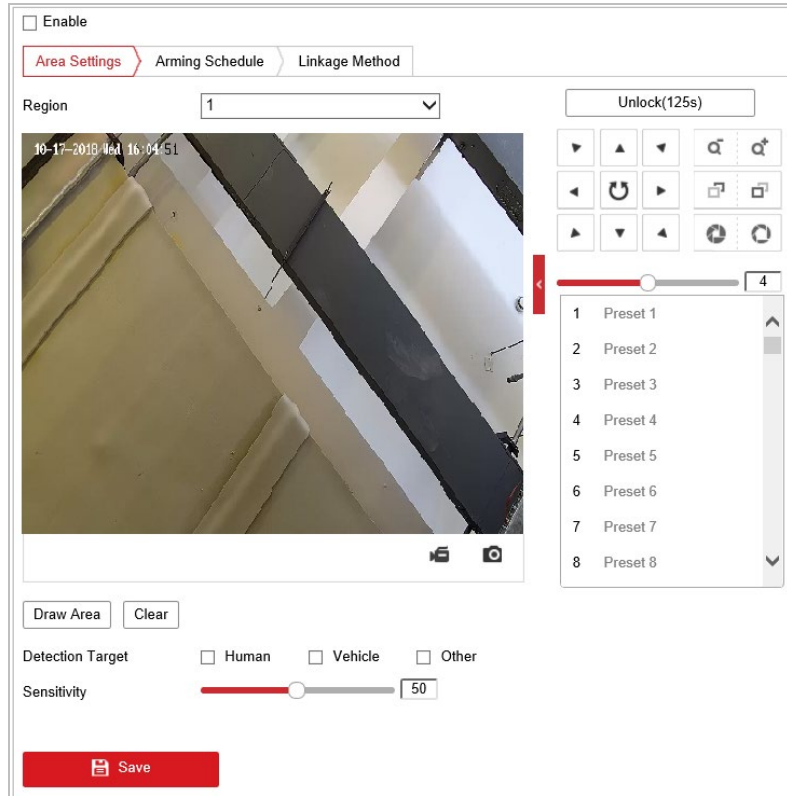 Enable
Area Settings
Arming Schedule
Linkage Method
Region
1
Unlock(125s)
10-17-2018 Wed 16:04:51
4
1 Preset 1
2 Preset 2
3 Preset 3
4 Preset 4
5 Preset 5
6 Preset 6
7 Preset 7
8 Preset 8
Draw Area
Clear
Detection Target
Human
Vehicle
Other
Sensitivity
50
Save